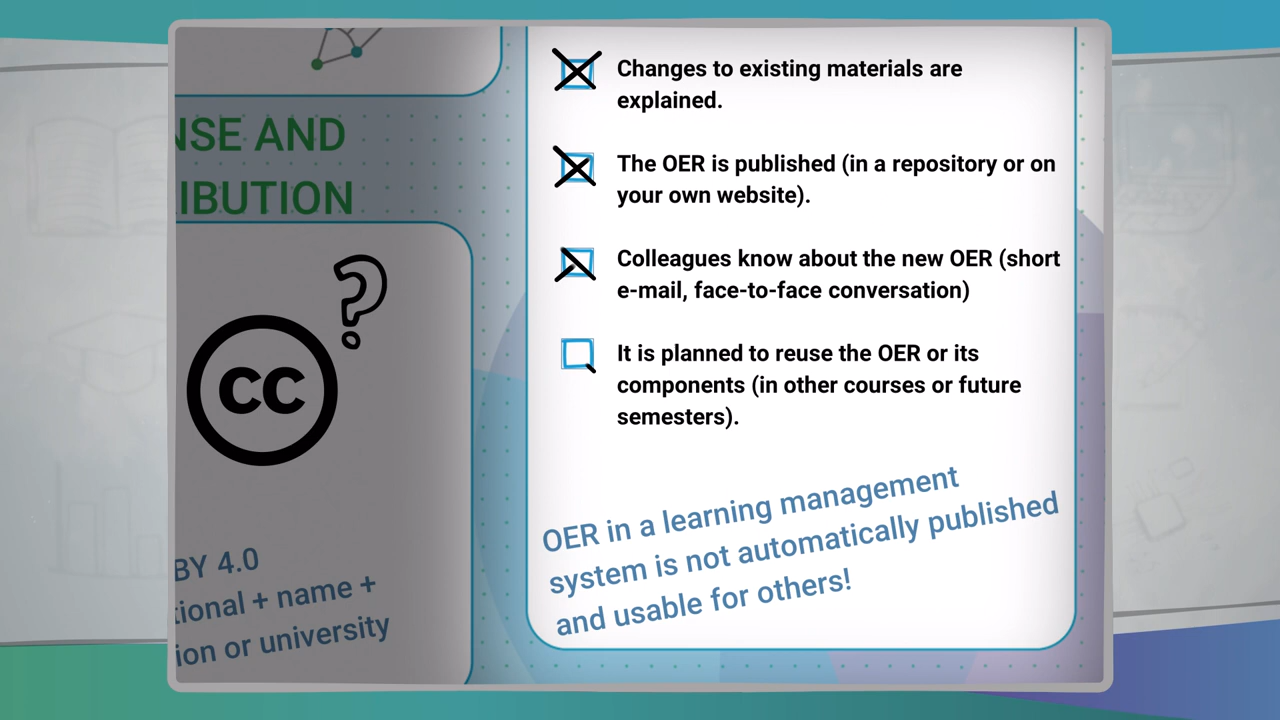 NSE AND
IBUTION
?
cc
BY 4.0
tional + name +
ion or university
Changes to existing materials are
explained.
The OER is published (in a repository or on
your own website).
Colleagues know about the new OER (short
e-mail, face-to-face conversation)
It is planned to reuse the OER or its
components (in other courses or future
semesters).
OER in a learning management
system is not automatically published
and usable for others!